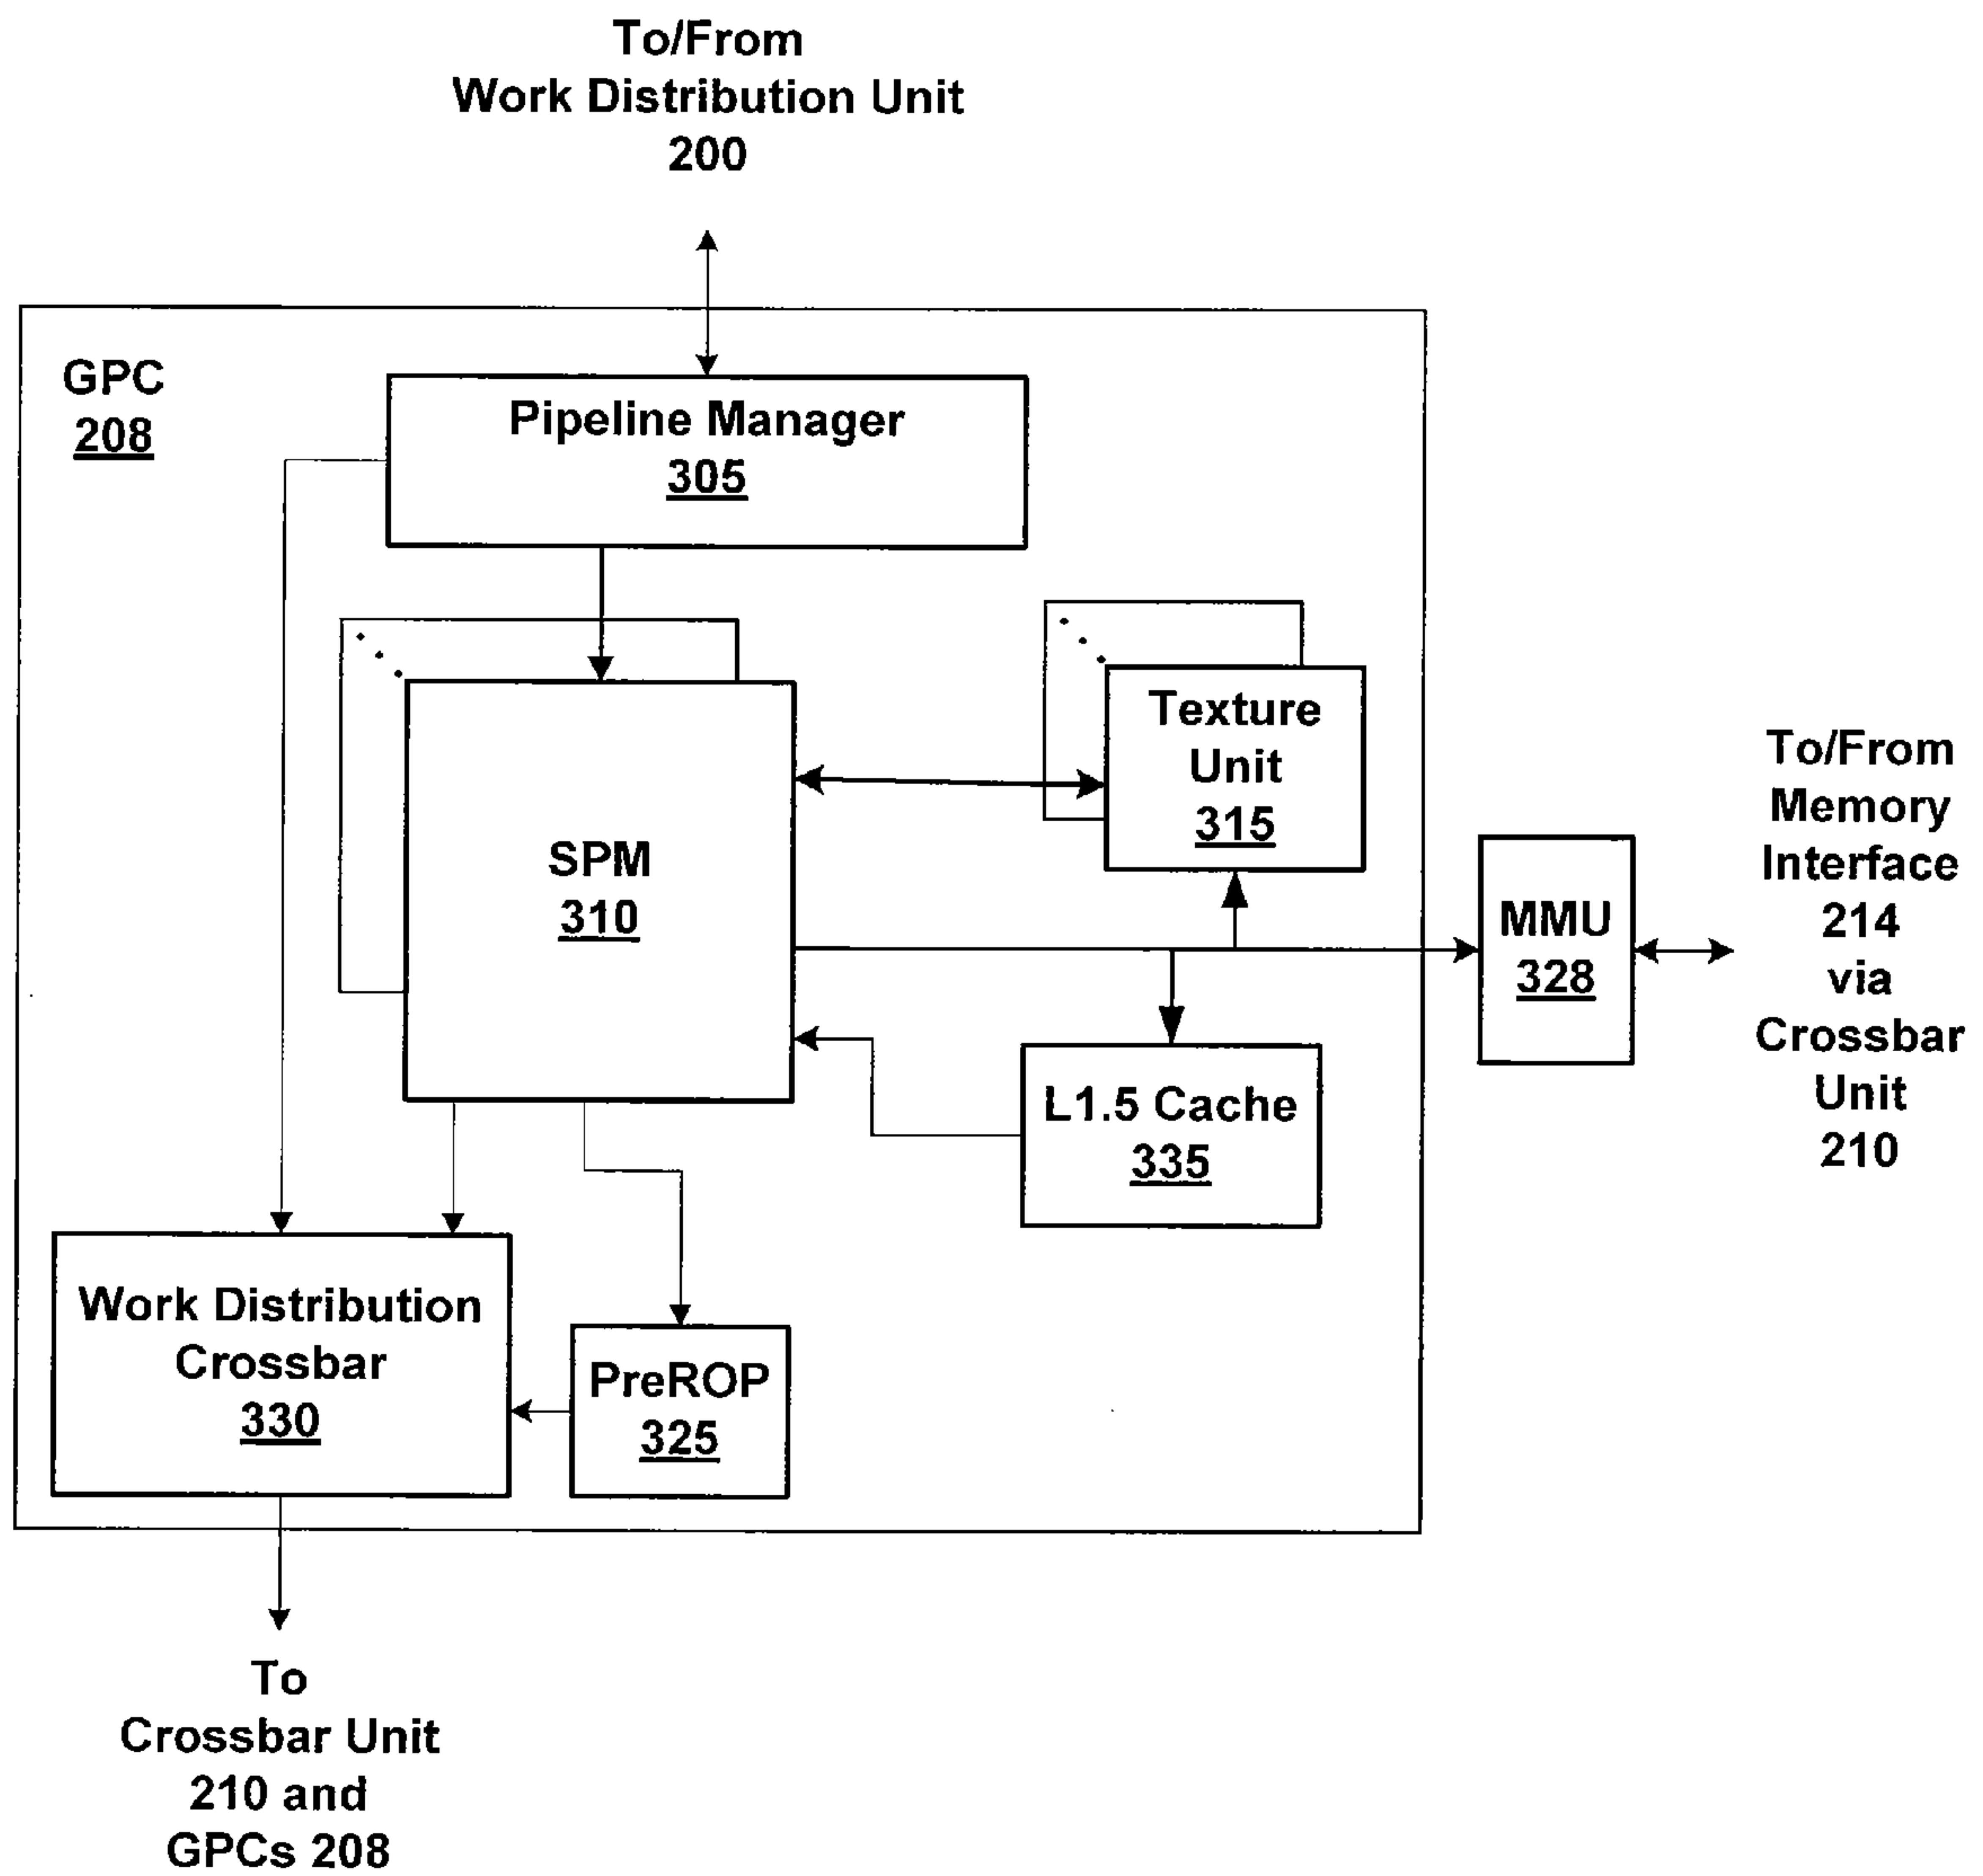 To/From
Work Distribution Unit
200
GPC
208
Pipeline Manager
305
Texture
Unit
315
SPM
310
To/From
Memory
Interface
214
via
Crossbar
Unit
210
MMU
328
L1.5 Cache
335
Work Distribution
Crossbar
330
PreROP
325
To
Crossbar Unit
210 and
GPCs 208